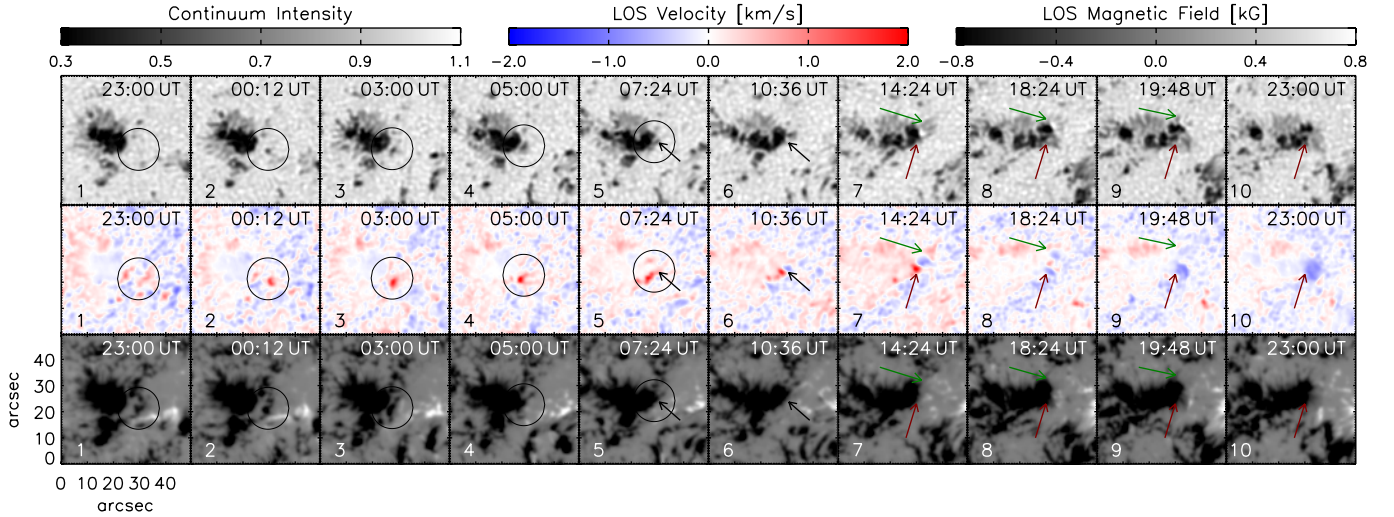 Continuum Intensity LOS Velocity [km/s] LOS Magnetic Field [kG]
0.3 0.5 0.7 0.9 1.1 −2.0 −1.0 0.0 1.0 2.0 −0.8 −0.4 0.0 0.4 0.8
23:00 UT 00:12 UT 03:00 UT 05:00 UT 07:24 UT 10:36 UT 14:24 UT 18:24 UT 19:48 UT 23:00 UT
1 2 3 4 5 6 7 8 9 10
23:00 UT 00:12 UT 03:00 UT 05:00 UT 07:24 UT 10:36 UT 14:24 UT 18:24 UT 19:48 UT 23:00 UT
1 2 3 4 5 6 7 8 9 10
23:00 UT 00:12 UT 03:00 UT 05:00 UT 07:24 UT 10:36 UT 14:24 UT 18:24 UT 19:48 UT 23:00 UT
40
30
20
10
0
arcsec
1 2 3 4 5 6 7 8 9 10
0 10 20 30 40
arcsec